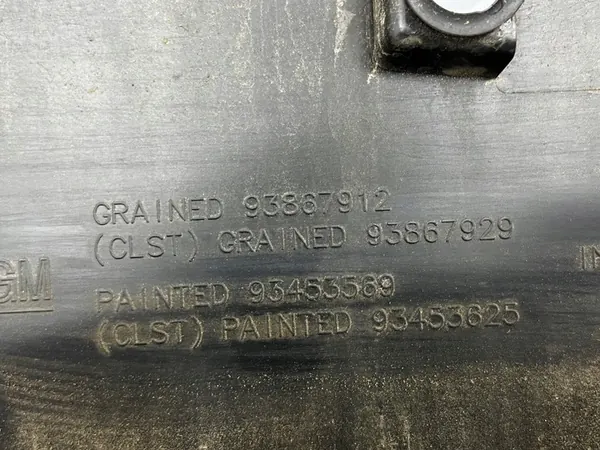 GRAINED 93867912
(CLST) GRAINED 93867929
GM
PAINTED 93453569
(CLST) PAINTED 93453625